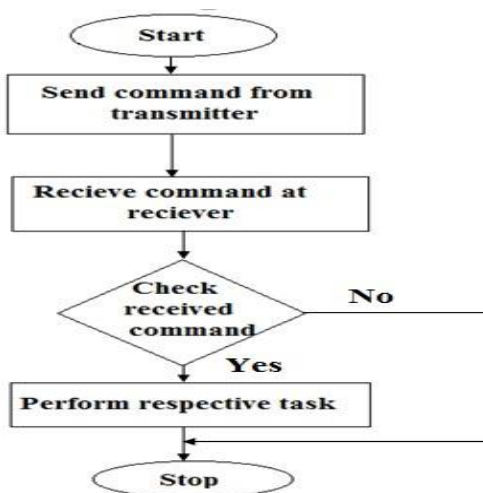 Start
Send command from
transmitter
Recieve command at
reciever
Check
received
command
No
Yes
Perform respective task
Stop